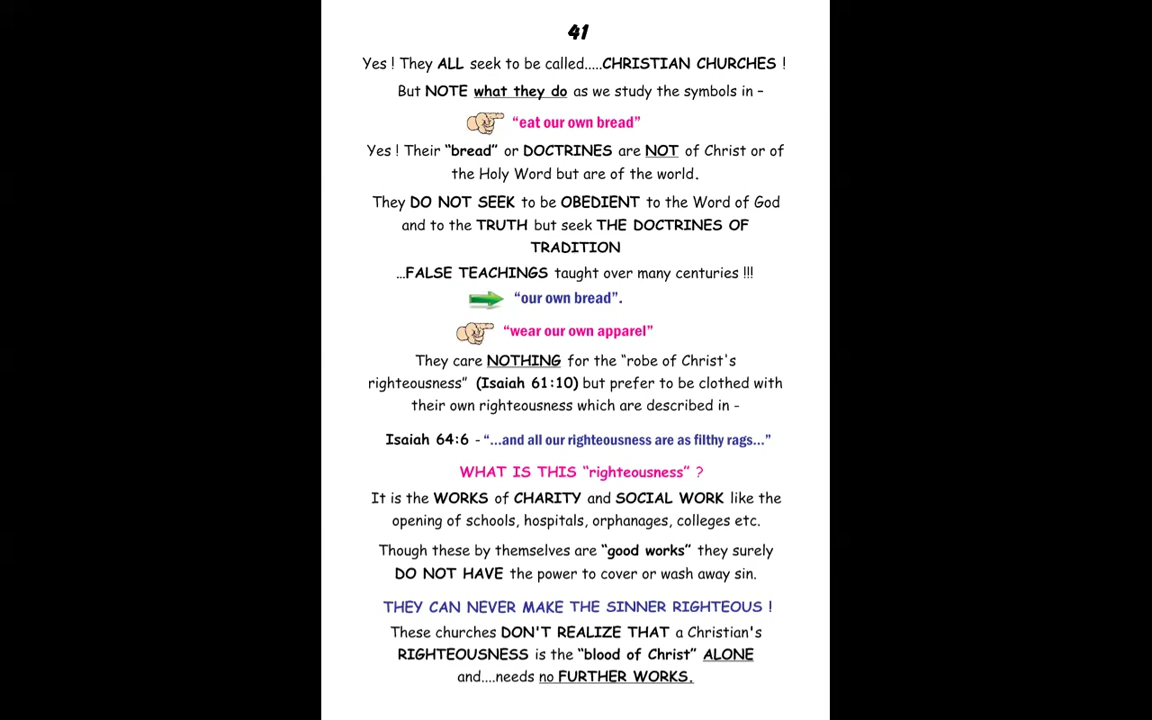 41
Yes ! They ALL seek to be called.....CHRISTIAN CHURCHES !
But NOTE what they do as we study the symbols in –
“eat our own bread”
Yes ! Their “bread” or DOCTRINES are NOT of Christ or of
the Holy Word but are of the world.
They DO NOT SEEK to be OBEDIENT to the Word of God
and to the TRUTH but seek THE DOCTRINES OF
TRADITION
...FALSE TEACHINGS taught over many centuries !!!
“our own bread”.
“wear our own apparel”
They care NOTHING for the “robe of Christ's
righteousness” (Isaiah 61:10) but prefer to be clothed with
their own righteousness which are described in -
Isaiah 64:6 - “...and all our righteousness are as filthy rags...”
WHAT IS THIS “righteousness” ?
It is the WORKS of CHARITY and SOCIAL WORK like the
opening of schools, hospitals, orphanages, colleges etc.
Though these by themselves are “good works” they surely
DO NOT HAVE the power to cover or wash away sin.
THEY CAN NEVER MAKE THE SINNER RIGHTEOUS !
These churches DON'T REALIZE THAT a Christian's
RIGHTEOUSNESS is the “blood of Christ” ALONE
and....needs no FURTHER WORKS.